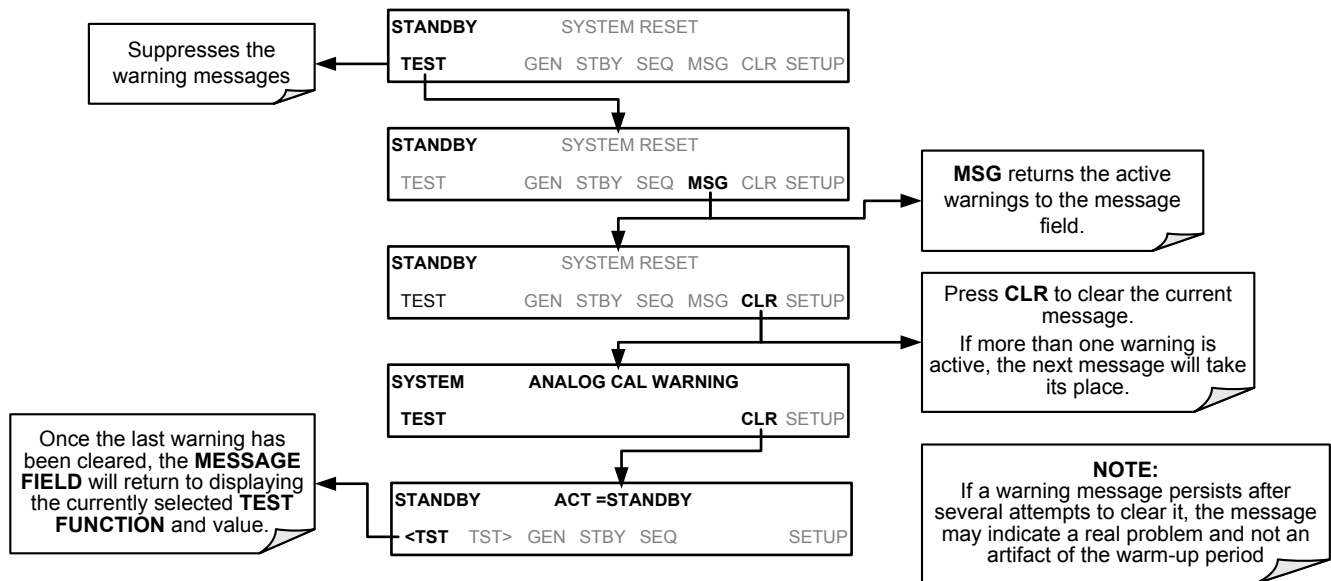 Suppresses the
warning messages
STANDBY SYSTEM RESET
TEST GEN STBY SEQ MSG CLR SETUP
STANDBY SYSTEM RESET
TEST GEN STBY SEQ MSG CLR SETUP
MSG returns the active
warnings to the message
field.
STANDBY SYSTEM RESET
TEST GEN STBY SEQ MSG CLR SETUP
Press CLR to clear the current
message.
If more than one warning is
active, the next message will take
its place.
SYSTEM ANALOG CAL WARNING
TEST CLR SETUP
Once the last warning has
been cleared, the MESSAGE
FIELD will return to displaying
the currently selected TEST
FUNCTION and value.
STANDBY ACT =STANDBY
<TST TST> GEN STBY SEQ SETUP
NOTE:
If a warning message persists after
several attempts to clear it, the message
may indicate a real problem and not an
artifact of the warm-up period